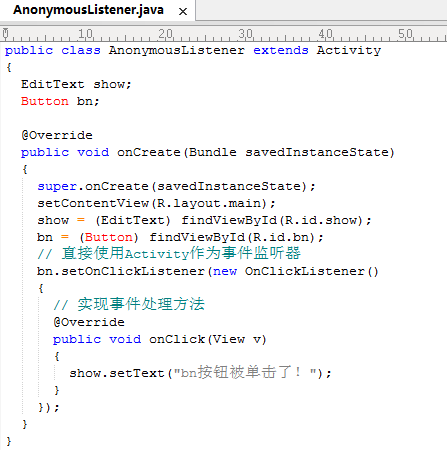 AnonymousListener.java ×
0 10 20 30 40 50
public class AnonymousListener extends Activity
{
EditText show;
Button bn;
@Override
public void onCreate(Bundle savedInstanceState)
{
super.onCreate(savedInstanceState);
setContentView(R.layout.main);
show = (EditText) findViewById(R.id.show);
bn = (Button) findViewById(R.id.bn);
// 直接使用Activity作为事件监听器
bn.setOnClickListener(new OnClickListener()
{
// 实现事件处理方法
@Override
public void onClick(View v)
{
show.setText("bn按钮被单击了！");
}
});
}
}